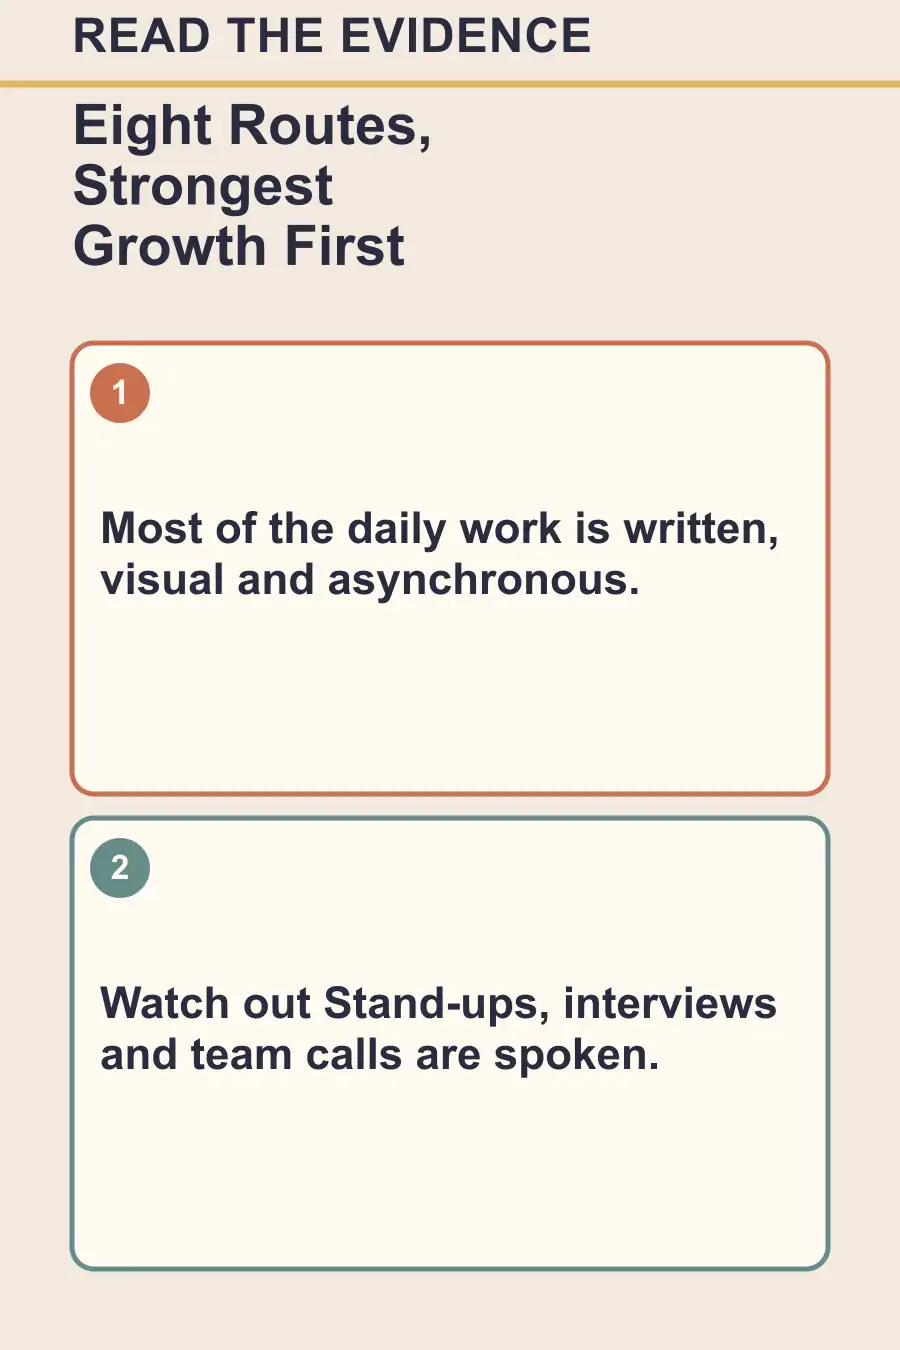 READ THE EVIDENCE
Eight Routes,
Strongest
Growth First
1
Most of the daily work is written,
visual and asynchronous.
2
Watch out Stand-ups, interviews
and team calls are spoken.